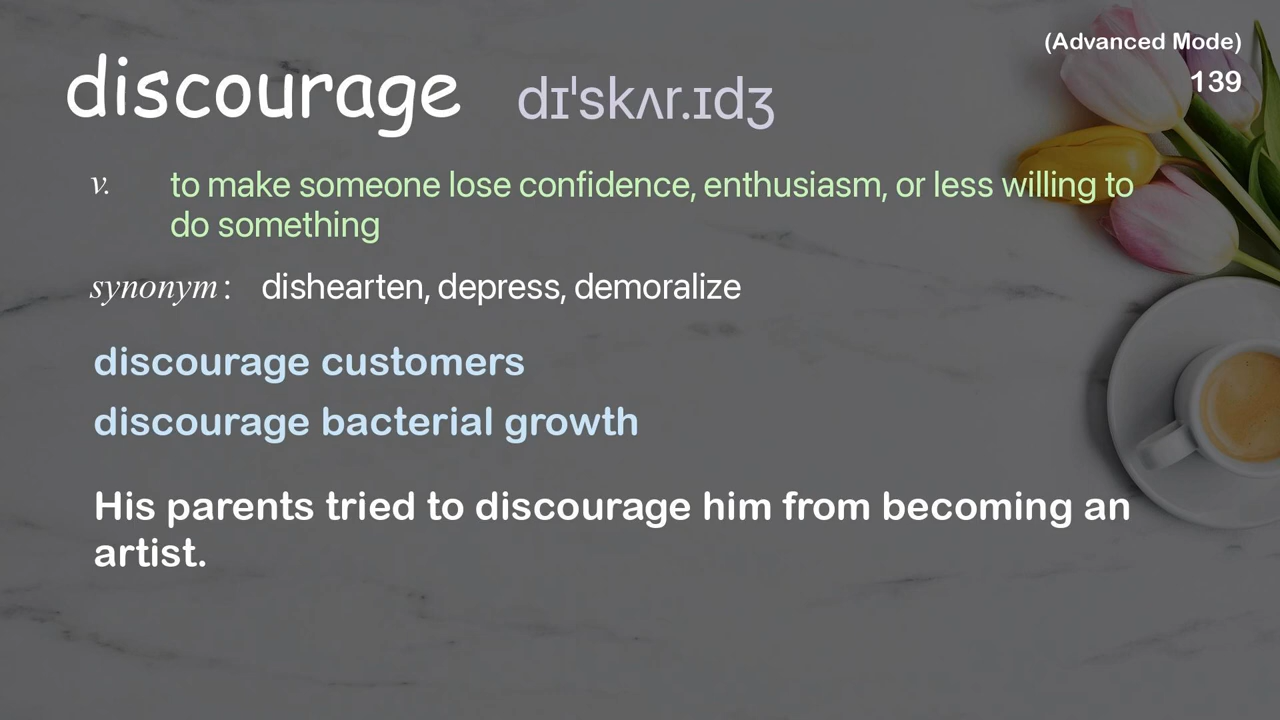 (Advanced Mode)
139
discourage dɪˈskʌr.ɪdʒ
v. to make someone lose confidence, enthusiasm, or less willing to
do something
synonym: dishearten, depress, demoralize
discourage customers
discourage bacterial growth
His parents tried to discourage him from becoming an
artist.